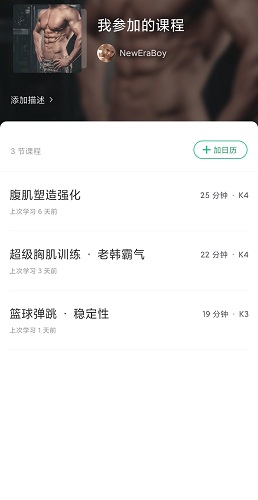 我参加的课程
NewEraBoy
添加描述 >
3 节课程
+ 加日历
腹肌塑造强化
25 分钟 · K4
上次学习 6 天前
超级胸肌训练 · 老韩霸气
22 分钟 · K4
上次学习 3 天前
篮球弹跳 · 稳定性
19 分钟 · K3
上次学习 1 天前